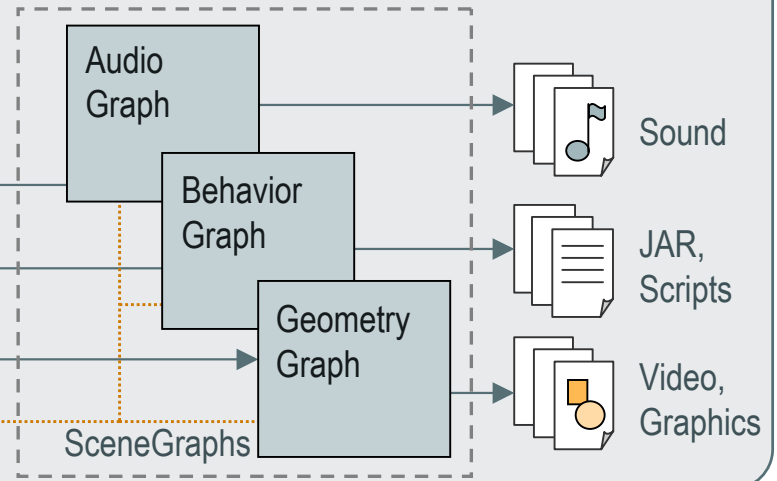 Audio
Graph
Sound
Behavior
Graph
JAR,
Scripts
Geometry
Graph
Video,
Graphics
SceneGraphs